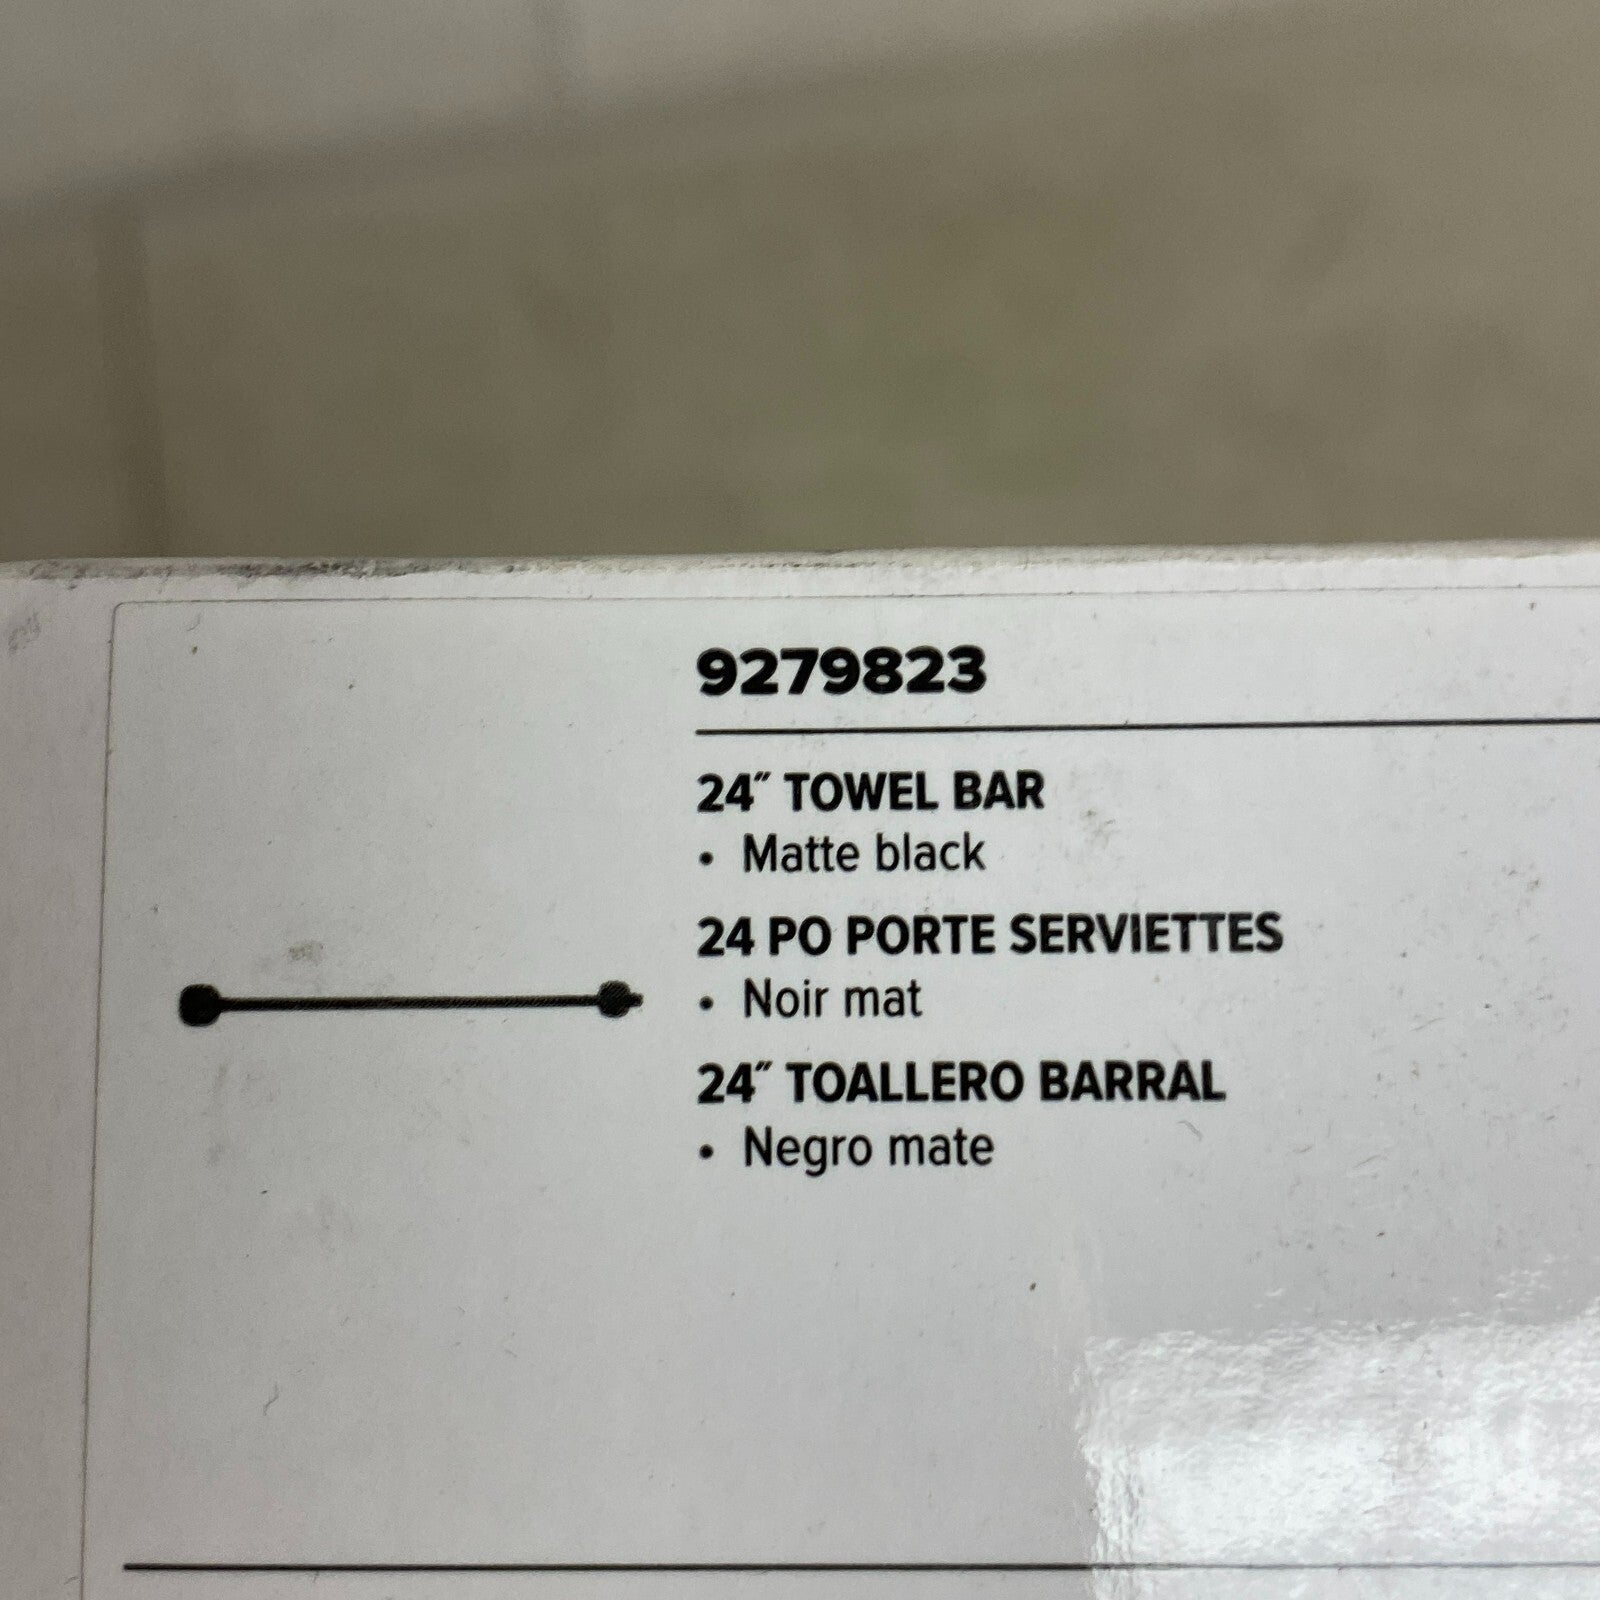 9279823
24″ TOWEL BAR
• Matte black
24 PO PORTE SERVIETTES
• Noir mat
24″ TOALLERO BARRAL
• Negro mate